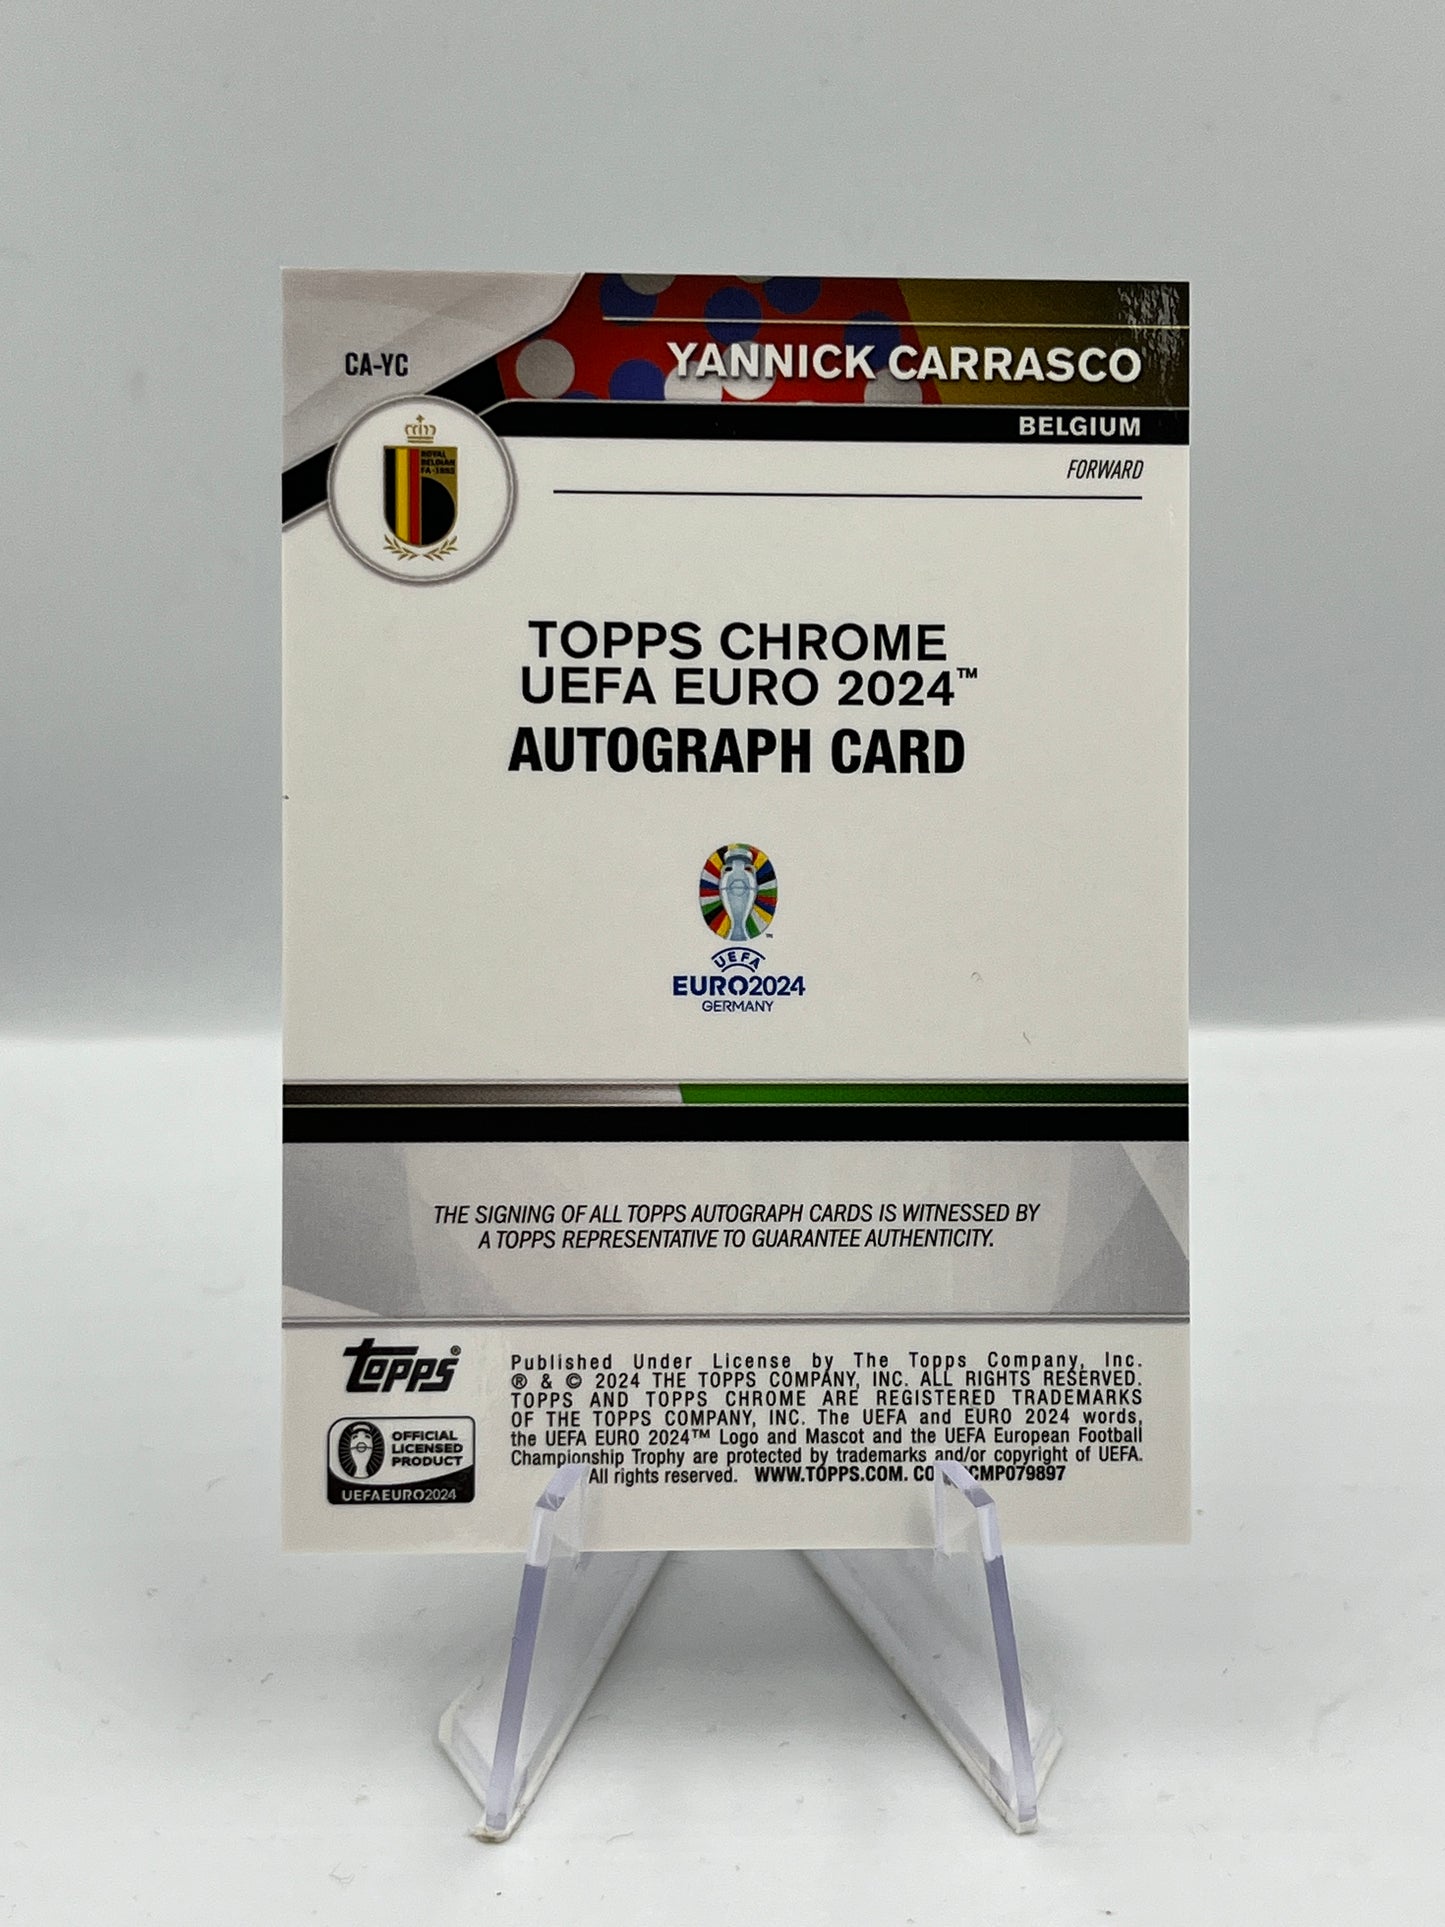 CA-YC
YANNICK CARRASCO
BELGIUM
FORWARD
ROYAL
BELGIAN
FA-1895
TOPPS CHROME
UEFA EURO 2024™
AUTOGRAPH CARD
UEFA
EURO2024
GERMANY
THE SIGNING OF ALL TOPPS AUTOGRAPH CARDS IS WITNESSED BY
A TOPPS REPRESENTATIVE TO GUARANTEE AUTHENTICITY.
Topps®
OFFICIAL
LICENSED
PRODUCT
UEFAEURO2024
Published Under License by The Topps Company, Inc.
® & © 2024 THE TOPPS COMPANY, INC. ALL RIGHTS RESERVED.
TOPPS AND TOPPS CHROME ARE REGISTERED TRADEMARKS
OF THE TOPPS COMPANY, INC. The UEFA and EURO 2024 words,
the UEFA EURO 2024™ Logo and Mascot and the UEFA European Football
Championship Trophy are protected by trademarks and/or copyright of UEFA.
All rights reserved. WWW.TOPPS.COM. CMP079897